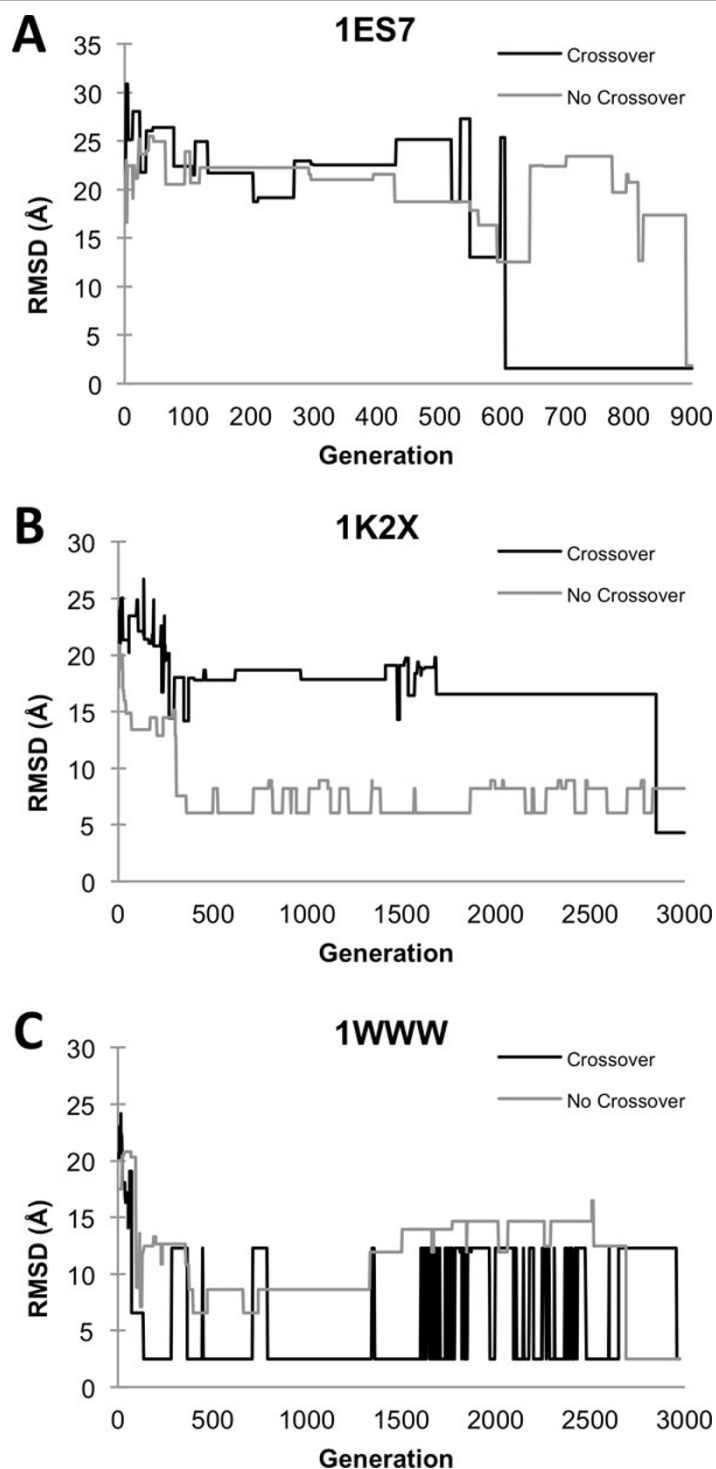 A
1ES7
Crossover
No Crossover
RMSD (Å)
35
30
25
20
15
10
5
0
0 100 200 300 400 500 600 700 800 900
Generation
B
1K2X
Crossover
No Crossover
RMSD (Å)
30
25
20
15
10
5
0
0 500 1000 1500 2000 2500 3000
Generation
C
1WWW
Crossover
No Crossover
RMSD (Å)
30
25
20
15
10
5
0
0 500 1000 1500 2000 2500 3000
Generation